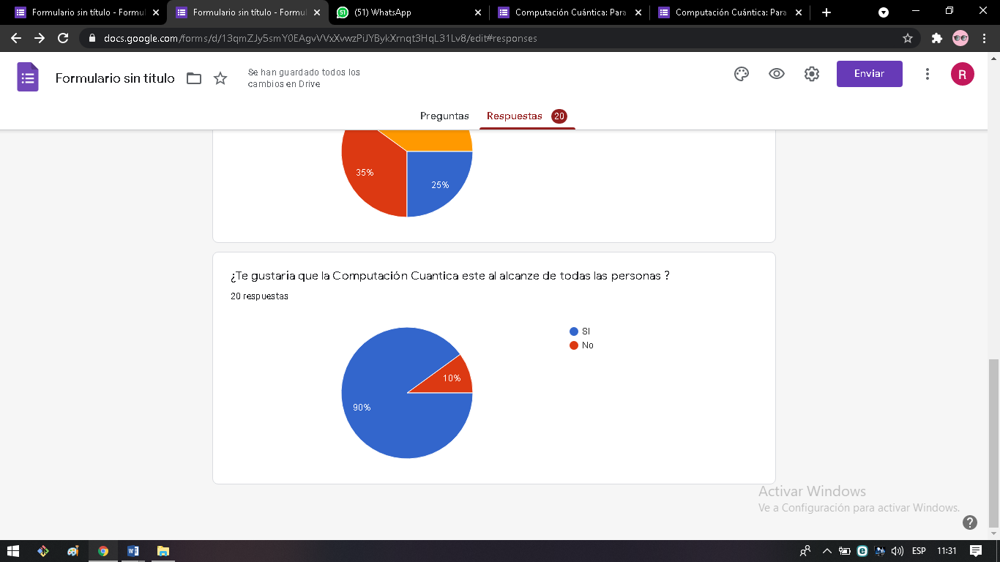 Formulario sin título - Formul
Formulario sin título - Formul
(51) WhatsApp
Computación Cuántica: Para
Computación Cuántica: Para
docs.google.com/forms/d/13qmZJy5smY0EAgvVVxXvwzPiJYBykXrnqt3HqL31Lv8/edit#responses
Formulario sin título
Se han guardado todos los
cambios en Drive
Enviar
R
Preguntas
Respuestas
20
35%
25%
¿Te gustaría que la Computación Cuantica este al alcanze de todas las personas ?
20 respuestas
SI
No
10%
90%
Activar Windows
Ve a Configuración para activar Windows.
ESP
11:31